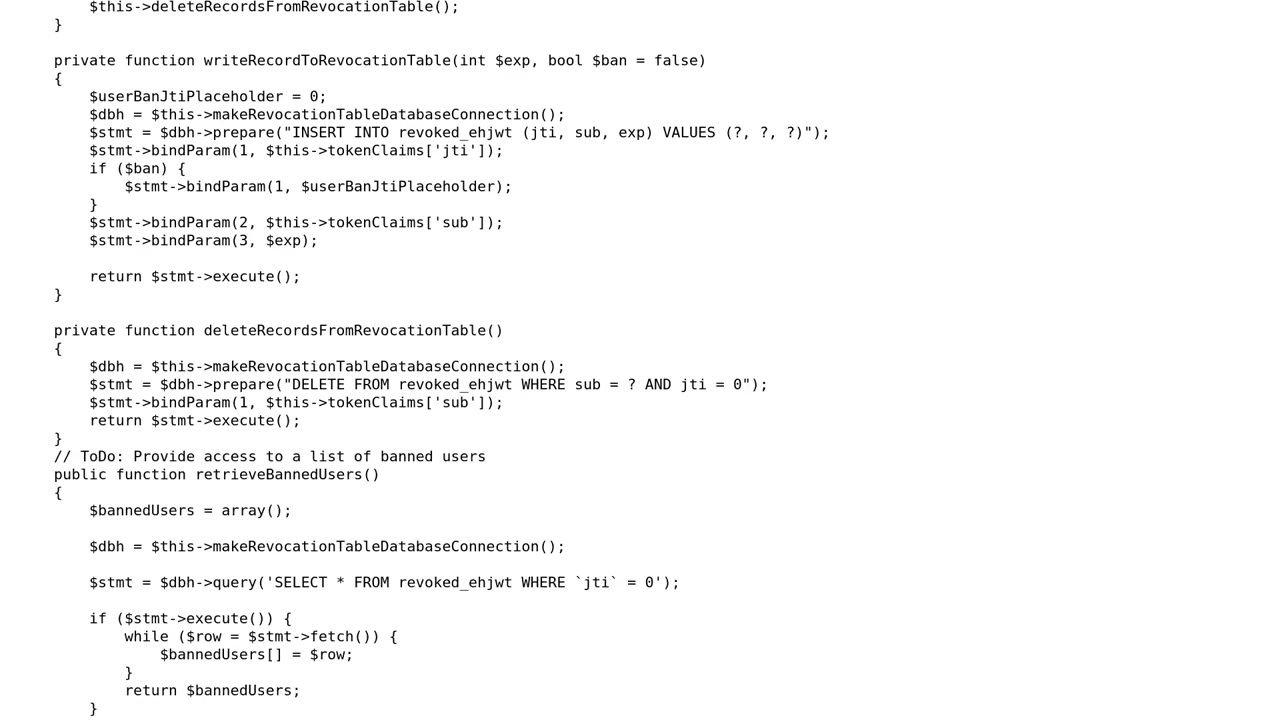 $this->deleteRecordsFromRevocationTable();
    }

    private function writeRecordToRevocationTable(int $exp, bool $ban = false)
    {
        $userBanJtiPlaceholder = 0;
        $dbh = $this->makeRevocationTableDatabaseConnection();
        $stmt = $dbh->prepare("INSERT INTO revoked_ehjwt (jti, sub, exp) VALUES (?, ?, ?)");
        $stmt->bindParam(1, $this->tokenClaims['jti']);
        if ($ban) {
            $stmt->bindParam(1, $userBanJtiPlaceholder);
        }
        $stmt->bindParam(2, $this->tokenClaims['sub']);
        $stmt->bindParam(3, $exp);

        return $stmt->execute();
    }

    private function deleteRecordsFromRevocationTable()
    {
        $dbh = $this->makeRevocationTableDatabaseConnection();
        $stmt = $dbh->prepare("DELETE FROM revoked_ehjwt WHERE sub = ? AND jti = 0");
        $stmt->bindParam(1, $this->tokenClaims['sub']);
        return $stmt->execute();
    }
    // ToDo: Provide access to a list of banned users
    public function retrieveBannedUsers()
    {
        $bannedUsers = array();

        $dbh = $this->makeRevocationTableDatabaseConnection();

        $stmt = $dbh->query('SELECT * FROM revoked_ehjwt WHERE `jti` = 0');

        if ($stmt->execute()) {
            while ($row = $stmt->fetch()) {
                $bannedUsers[] = $row;
            }
            return $bannedUsers;
        }